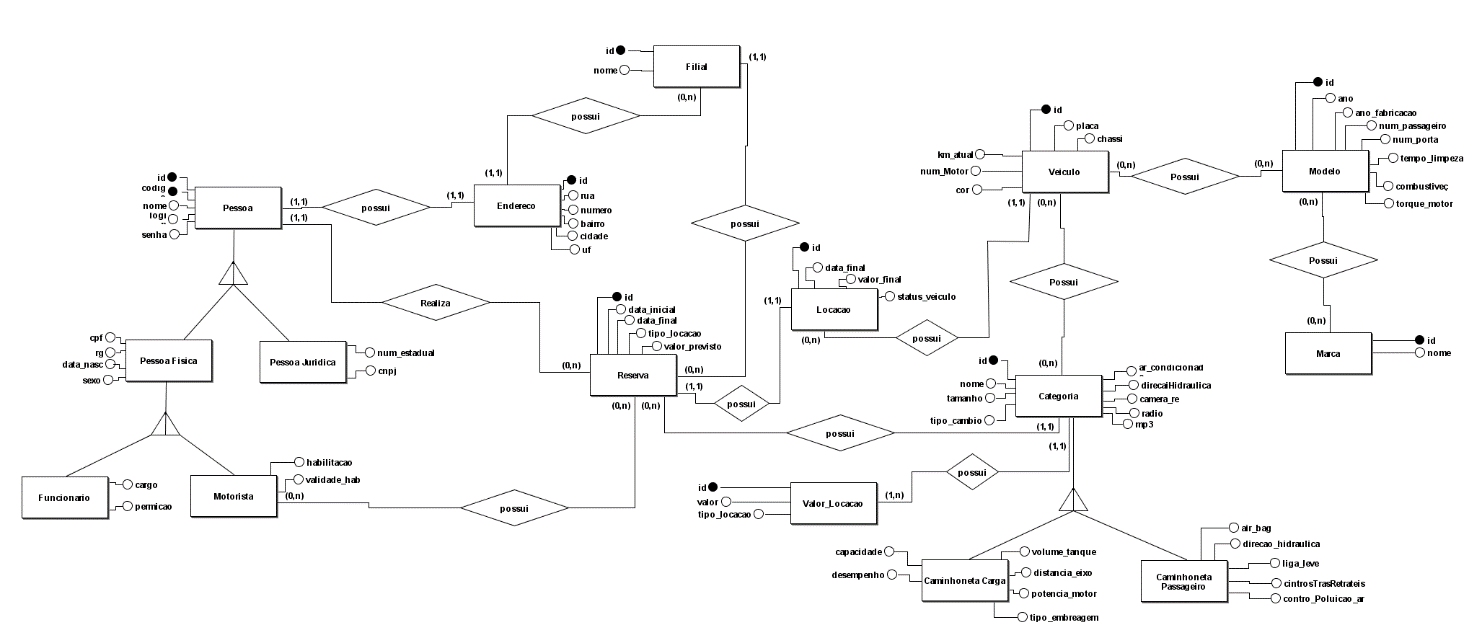 id
nome
Filial
(1,1)
(0,n)
possui
(1,1)
id
codig
nome
logi
senha
Pessoa
(1,1)
(1,1)
possui
(1,1)
Endereco
id
rua
numero
bairro
cidade
uf
possui
Realiza
cpf
rg
data_nasc
sexo
Pessoa Fisica
Pessoa Juridica
num_estadual
cnpj
Funcionario
cargo
permicao
Motorista
habilitacao
validade_hab
(0,n)
possui
id
data_inicial
data_final
tipo_locacao
valor_previsto
(0,n)
Reserva
(0,n)
(1,1)
(0,n)
(0,n)
possui
possui
id
data_final
valor_final
status_veiculo
(1,1)
Locacao
(0,n)
possui
id
placa
chassi
km_atual
num_Motor
cor
Veiculo
(0,n)
(1,1)
(0,n)
Possui
(0,n)
id
ano
ano_fabricacao
num_passageiro
num_porta
tempo_limpeza
combustiveç
torque_motor
Modelo
(0,n)
Possui
(0,n)
Marca
id
nome
Possui
(0,n)
id
nome
tamanho
tipo_cambio
Categoria
ar_condicionad
direcaiHidraulica
camera_re
radio
mp3
(1,1)
(1,1)
possui
id
valor
tipo_locacao
Valor_Locacao
(1,n)
capacidade
desempenho
Caminhoneta Carga
volume_tanque
distancia_eixo
potencia_motor
tipo_embreagem
Caminhoneta
Passageiro
air_bag
direcao_hidraulica
liga_leve
cintrosTrasRetrateis
contro_Poluicao_ar